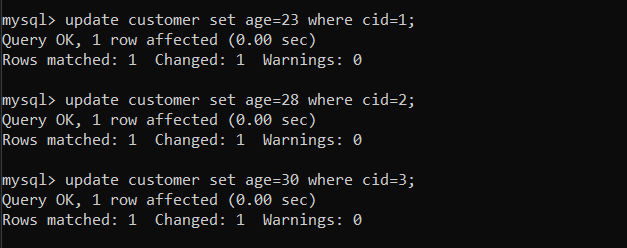 mysql> update customer set age=23 where cid=1;
Query OK, 1 row affected (0.00 sec)
Rows matched: 1  Changed: 1  Warnings: 0
mysql> update customer set age=28 where cid=2;
Query OK, 1 row affected (0.00 sec)
Rows matched: 1  Changed: 1  Warnings: 0
mysql> update customer set age=30 where cid=3;
Query OK, 1 row affected (0.00 sec)
Rows matched: 1  Changed: 1  Warnings: 0